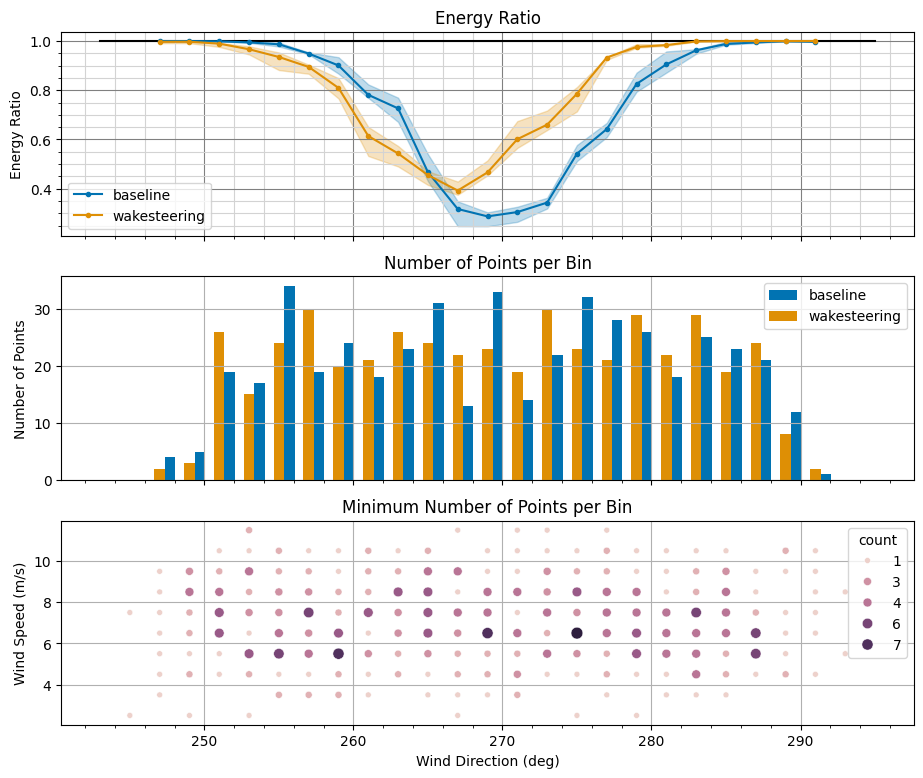 Energy Ratio
1.0
0.8
0.6
0.4
Energy Ratio
baseline
wakesteering
Number of Points per Bin
30
20
10
0
Number of Points
baseline
wakesteering
Minimum Number of Points per Bin
10
8
6
4
Wind Speed (m/s)
count
1
3
4
6
7
250
260
270
280
290
Wind Direction (deg)